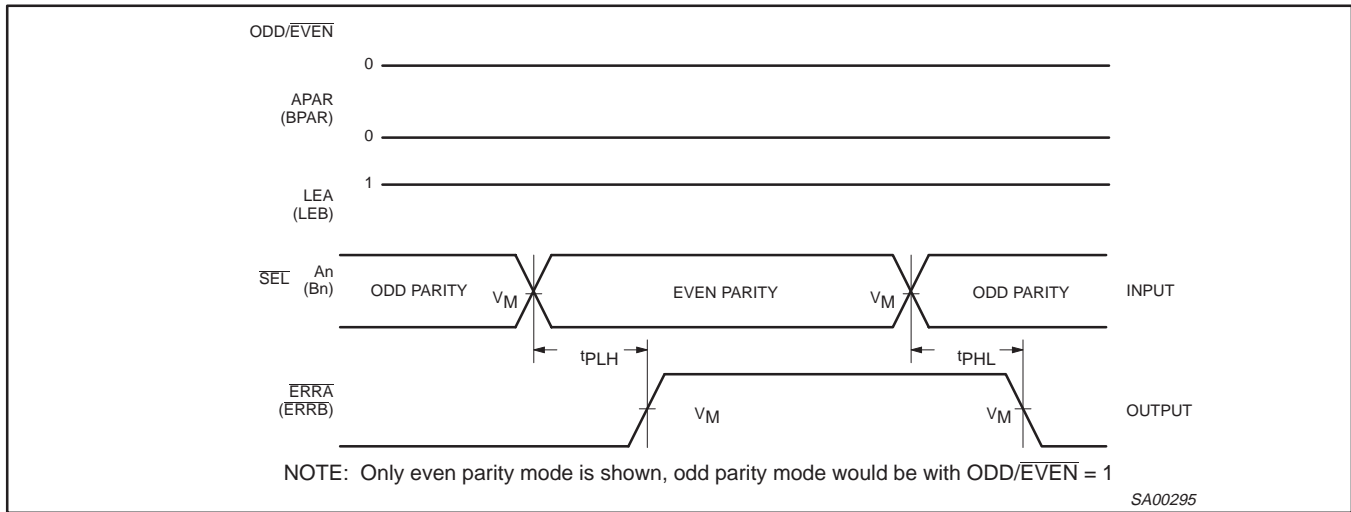 ODD/EVEN
0
APAR
(BPAR)
0
1
LEA
(LEB)
SEL An
(Bn)
ODD PARITY VM EVEN PARITY VM ODD PARITY INPUT
tPLH tPHL
ERRA
(ERRB)
VM VM OUTPUT
NOTE: Only even parity mode is shown, odd parity mode would be with ODD/EVEN = 1
SA00295